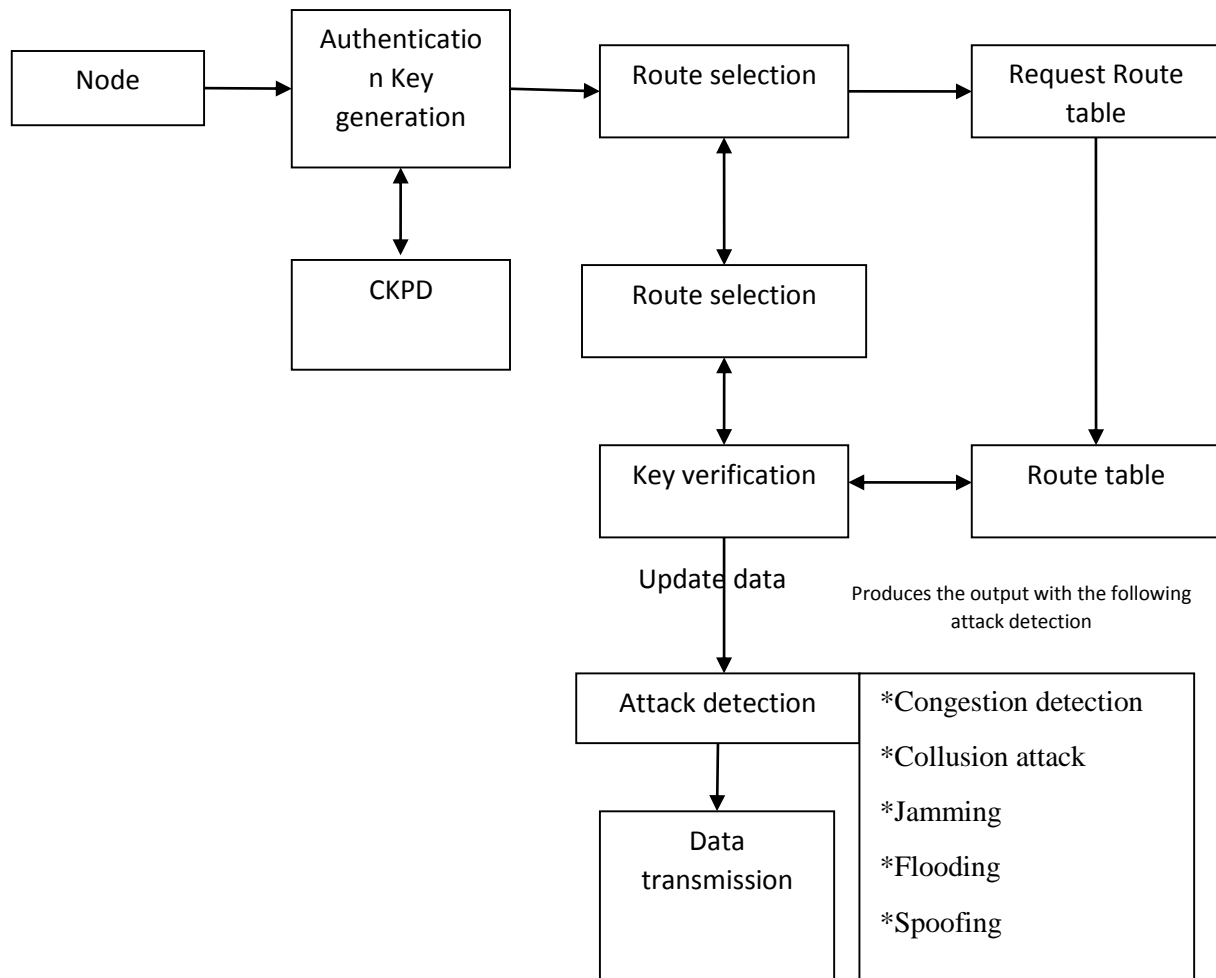 Node
Authenticatio
n Key
generation
Route selection
Request Route
table
CKPD
Route selection
Key verification
Route table
Update data
Produces the output with the following
attack detection
Attack detection
*Congestion detection
*Collusion attack
*Jamming
*Flooding
*Spoofing
Data
transmission